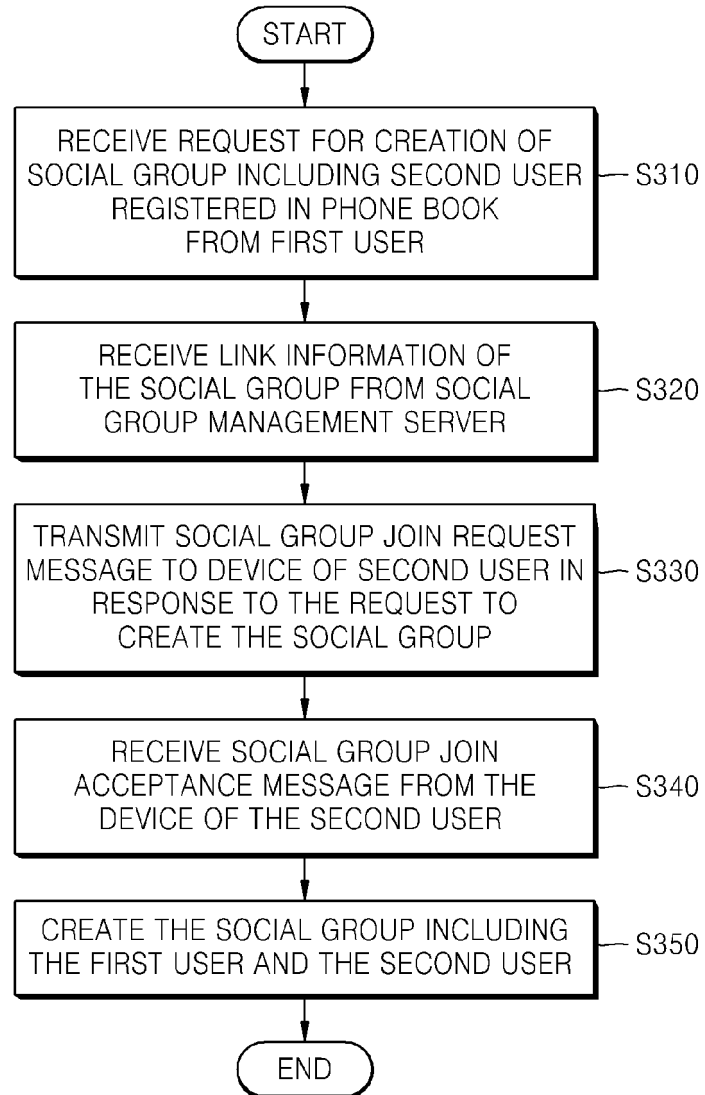 START
RECEIVE REQUEST FOR CREATION OF
SOCIAL GROUP INCLUDING SECOND USER
REGISTERED IN PHONE BOOK
FROM FIRST USER
S310
RECEIVE LINK INFORMATION OF
THE SOCIAL GROUP FROM SOCIAL
GROUP MANAGEMENT SERVER
S320
TRANSMIT SOCIAL GROUP JOIN REQUEST
MESSAGE TO DEVICE OF SECOND USER IN
RESPONSE TO THE REQUEST TO
CREATE THE SOCIAL GROUP
S330
RECEIVE SOCIAL GROUP JOIN
ACCEPTANCE MESSAGE FROM THE
DEVICE OF THE SECOND USER
S340
CREATE THE SOCIAL GROUP INCLUDING
THE FIRST USER AND THE SECOND USER
S350
END